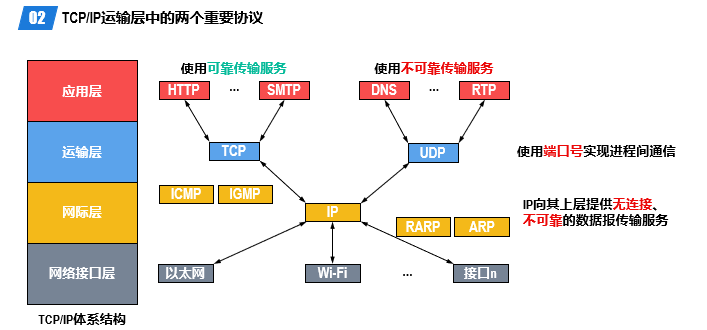 02 TCP/IP运输层中的两个重要协议
使用可靠传输服务
使用不可靠传输服务
应用层
HTTP ... SMTP
DNS ... RTP
运输层
TCP
UDP
使用端口号实现进程间通信
网际层
ICMP IGMP
IP
RARP ARP
IP向其上层提供无连接、
不可靠的数据报传输服务
网络接口层
以太网
Wi-Fi
...
接口n
TCP/IP体系结构